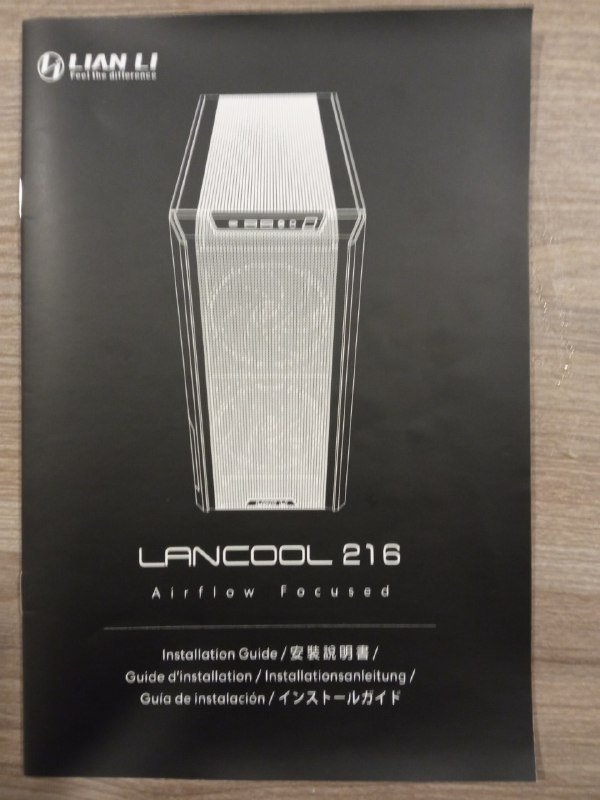 LIAN LI
Feel the difference
LANCOOL 216
Airflow Focused
Installation Guide / 安裝說明書 /
Guide d'installation / Installationsanleitung /
Guía de instalación / インストールガイド